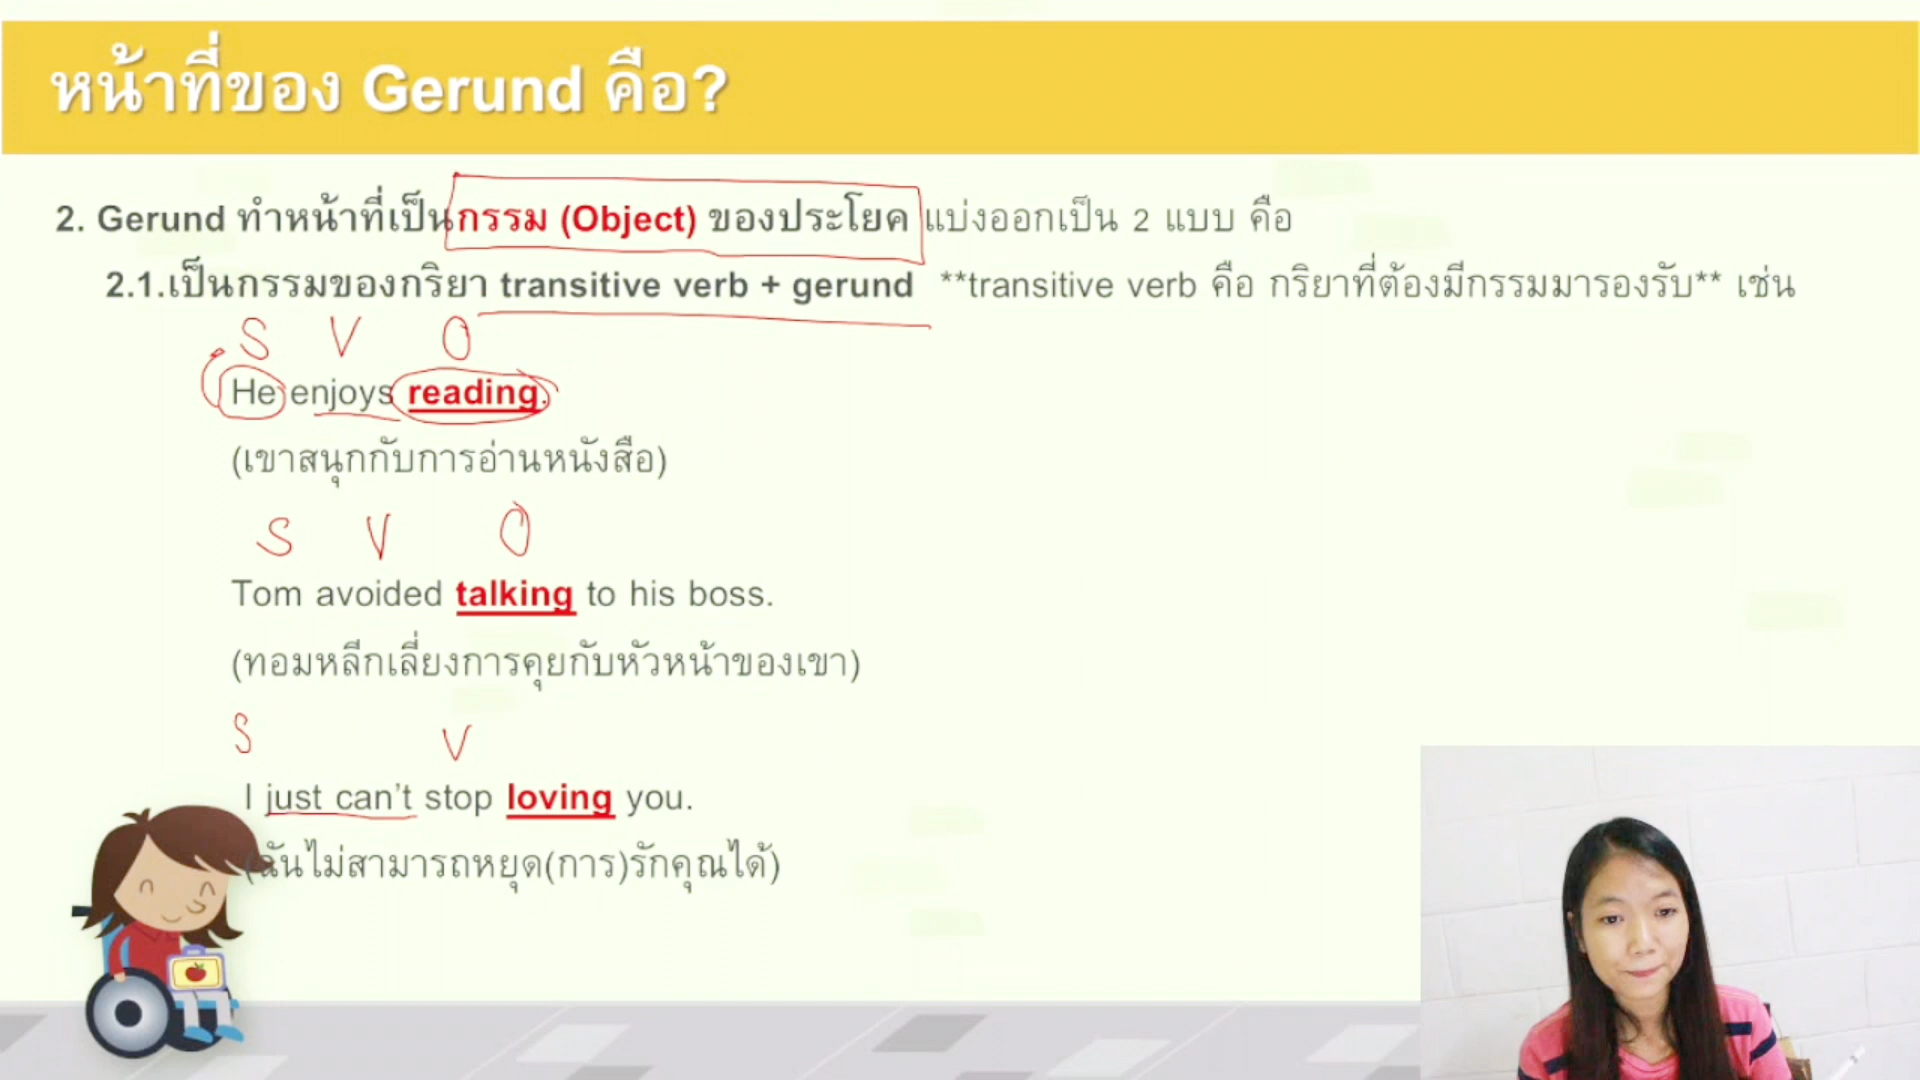 หน้าที่ของ Gerund คือ?
2. Gerund ทำหน้าที่เป็นกรรม (Object) ของประโยค แบ่งออกเป็น 2 แบบ คือ
2.1.เป็นกรรมของกริยา transitive verb + gerund **transitive verb คือ กริยาที่ต้องมีกรรมมารองรับ** เช่น
S V O
He enjoys reading.
(เขาสนุกกับการอ่านหนังสือ)
S V O
Tom avoided talking to his boss.
(ทอมหลีกเลี่ยงการคุยกับหัวหน้าของเขา)
S V
I just can't stop loving you.
(ฉันไม่สามารถหยุด(การ)รักคุณได้)